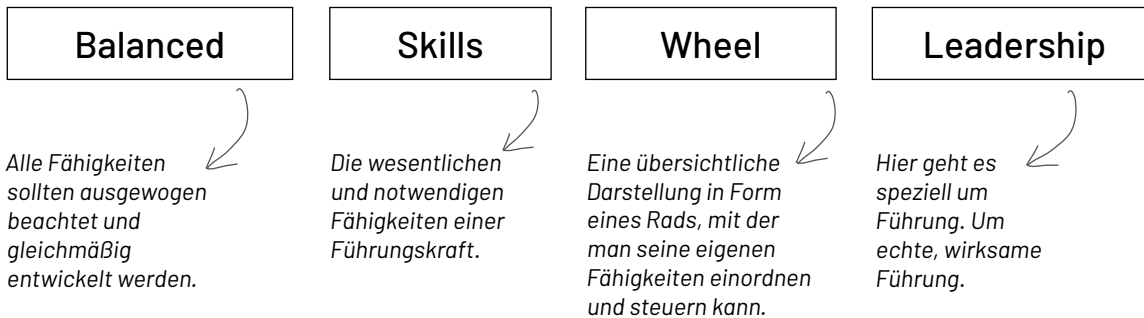 Balanced
Skills
Wheel
Leadership
Alle Fähigkeiten
sollten ausgewogen
beachtet und
gleichmäßig
entwickelt werden.
Die wesentlichen
und notwendigen
Fähigkeiten einer
Führungskraft.
Eine übersichtliche
Darstellung in Form
eines Rads, mit der
man seine eigenen
Fähigkeiten einordnen
und steuern kann.
Hier geht es
speziell um
Führung. Um
echte, wirksame
Führung.